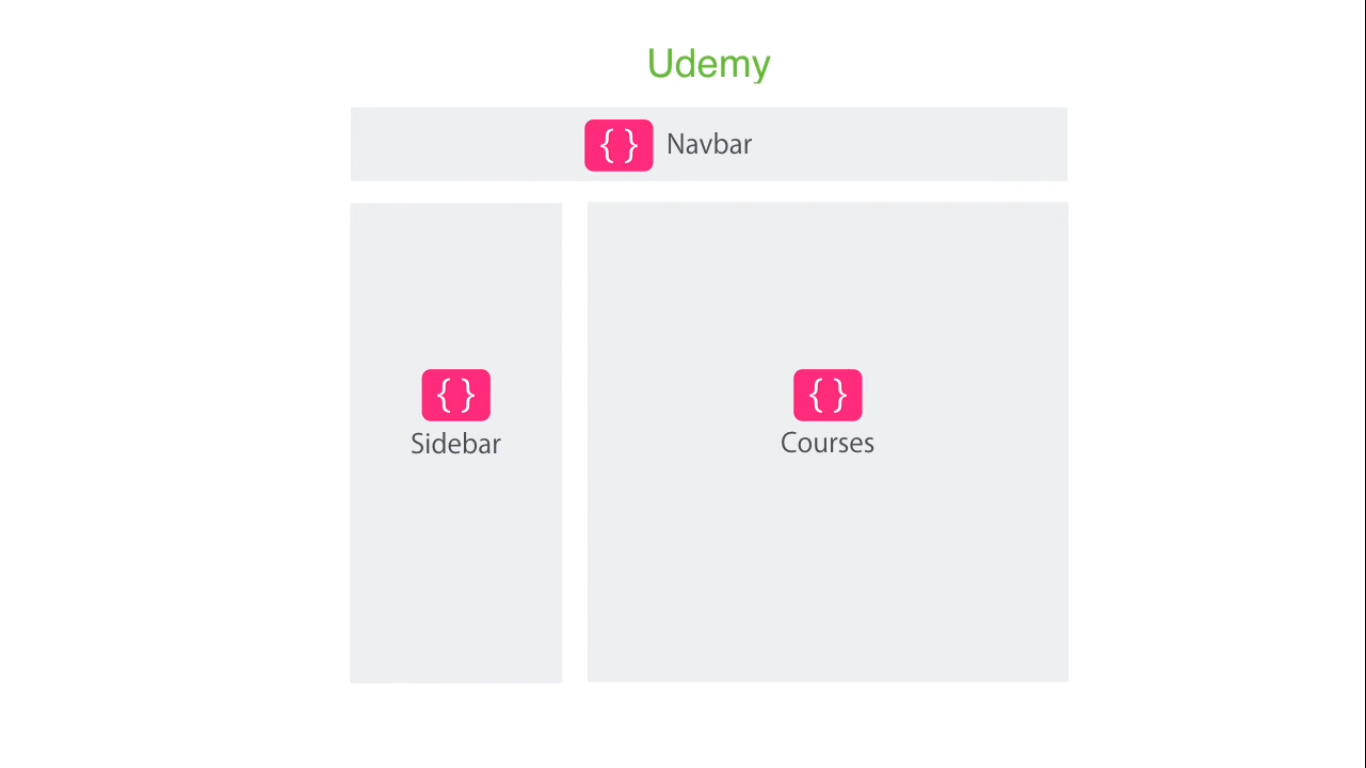 Udemy
{ } Navbar
{ }
Sidebar
{ }
Courses